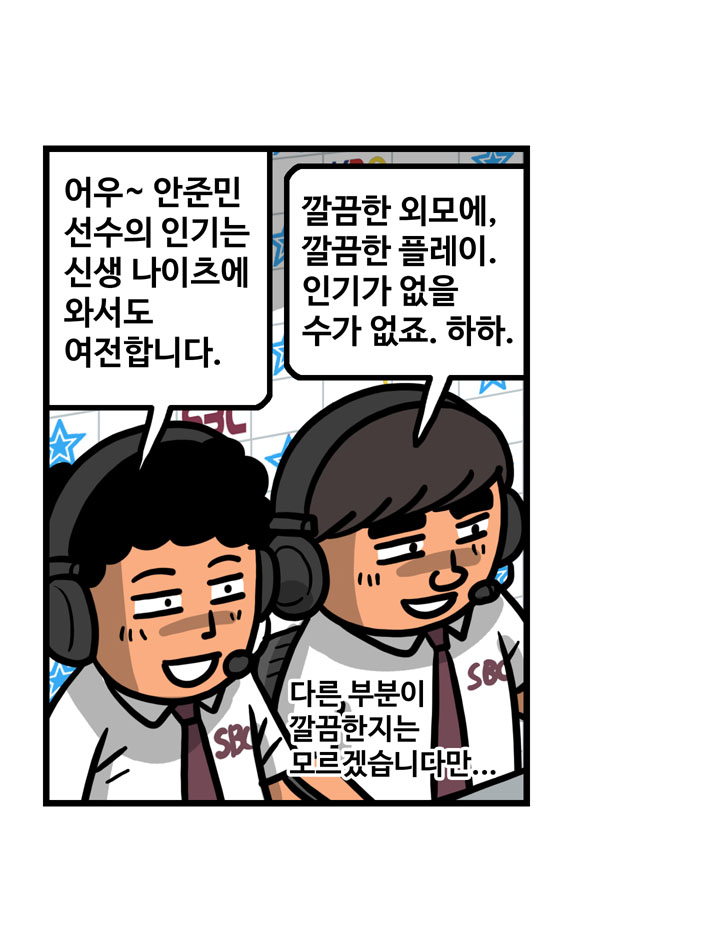 어우~ 안준민
선수의 인기는
신생 나이츠에
와서도
여전합니다.
깔끔한 외모에,
깔끔한 플레이.
인기가 없을
수가 없죠. 하하.
SBC
SBC
다른 부분이
깔끔한지는
모르겠습니다만...